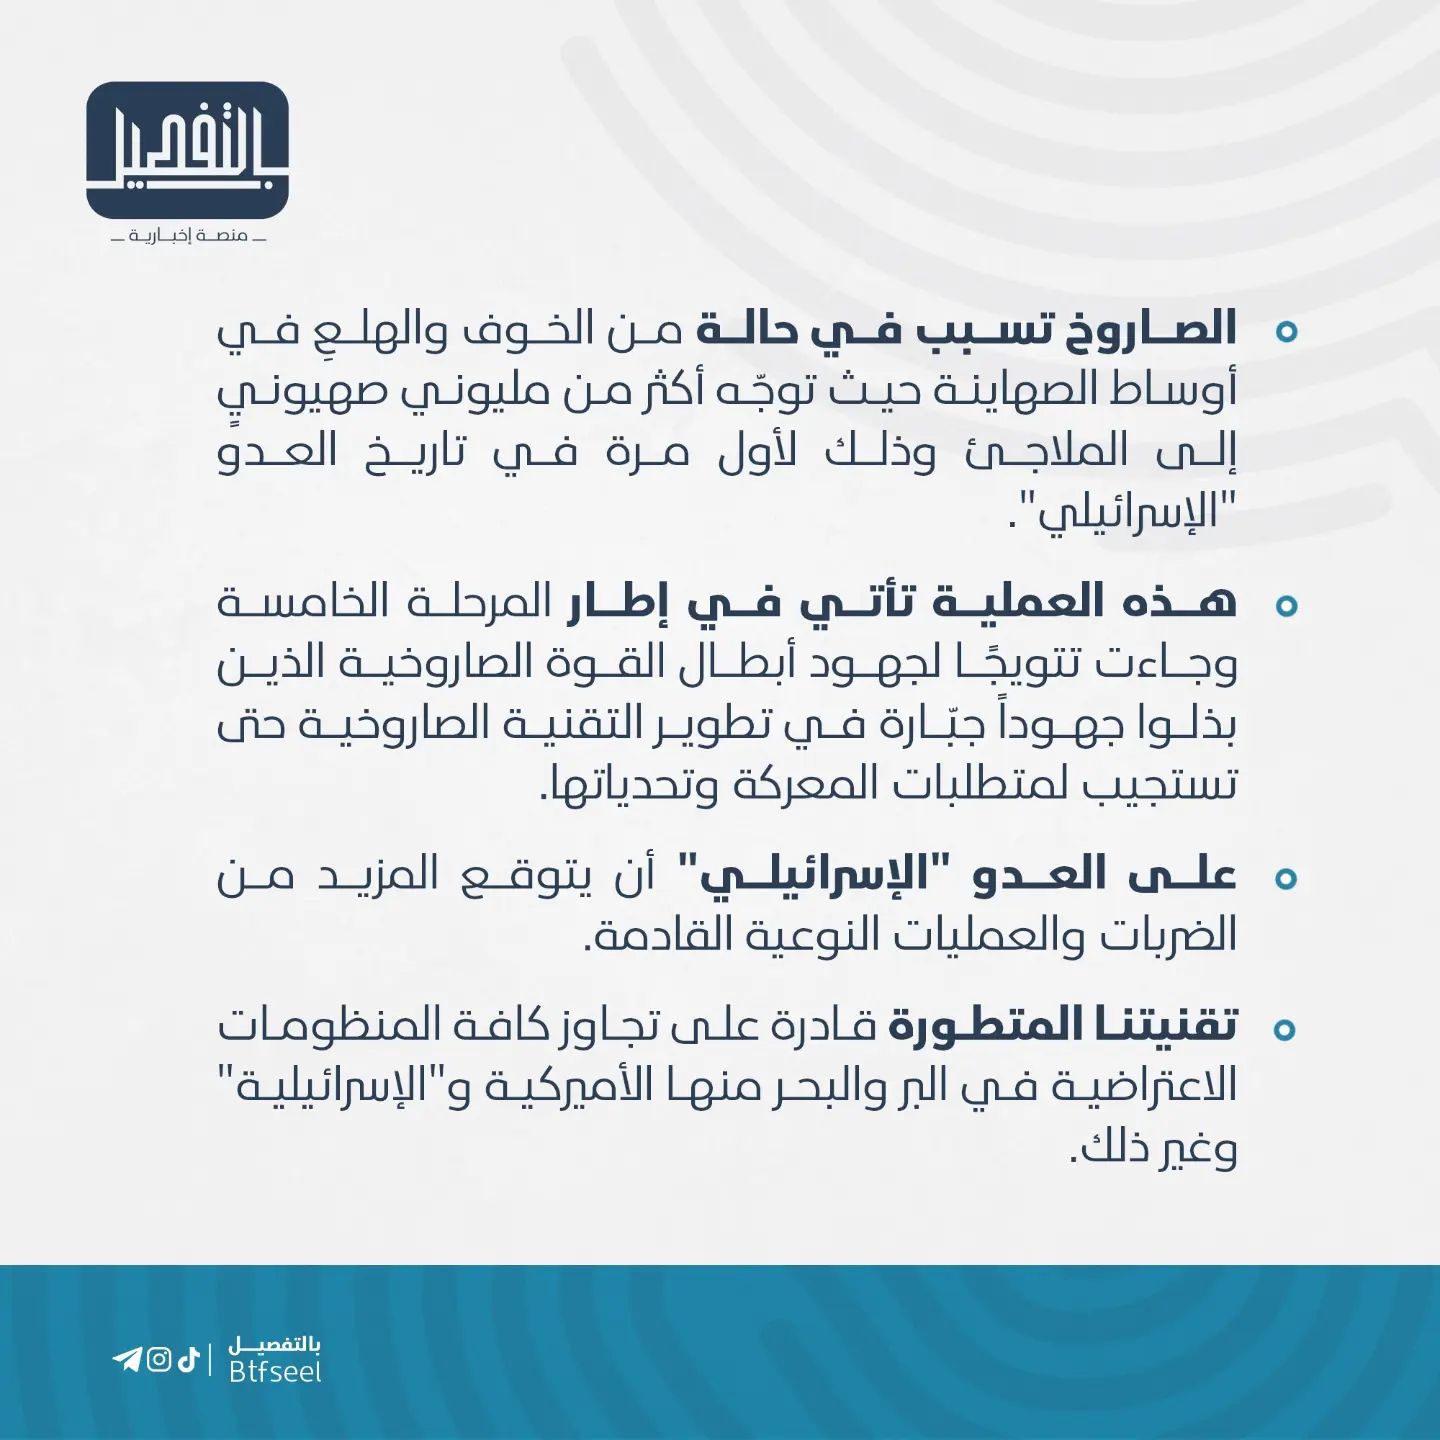 بالتفصيل
منصة إخبارية
الصاروخ تسبب في حالة من الخوف والهلعِ في
أوساط الصهاينة حيث توجّه أكثر من مليوني صهيونيٍ
إلى الملاجئ وذلك لأول مرة في تاريخ العدو
"الإسرائيلي".
هذه العملية تأتي في إطار المرحلة الخامسة
وجاءت تتويجًا لجهود أبطال القوة الصاروخية الذين
بذلوا جهوداً جبّارة في تطوير التقنية الصاروخية حتى
تستجيب لمتطلبات المعركة وتحدياتها.
على العدو "الإسرائيلي" أن يتوقع المزيد من
الضربات والعمليات النوعية القادمة.
تقنيتنا المتطورة قادرة على تجاوز كافة المنظومات
الاعتراضية في البر والبحر منها الأميركية و"الإسرائيلية"
وغير ذلك.
بالتفصيل
Btfseel